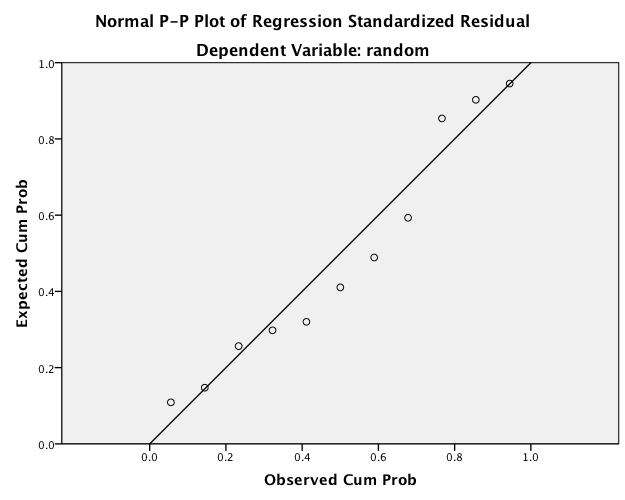 Normal P-P Plot of Regression Standardized Residual
Dependent Variable: random
1.0
0.8
0.6
0.4
0.2
0.0
Expected Cum Prob
0.0 0.2 0.4 0.6 0.8 1.0
Observed Cum Prob